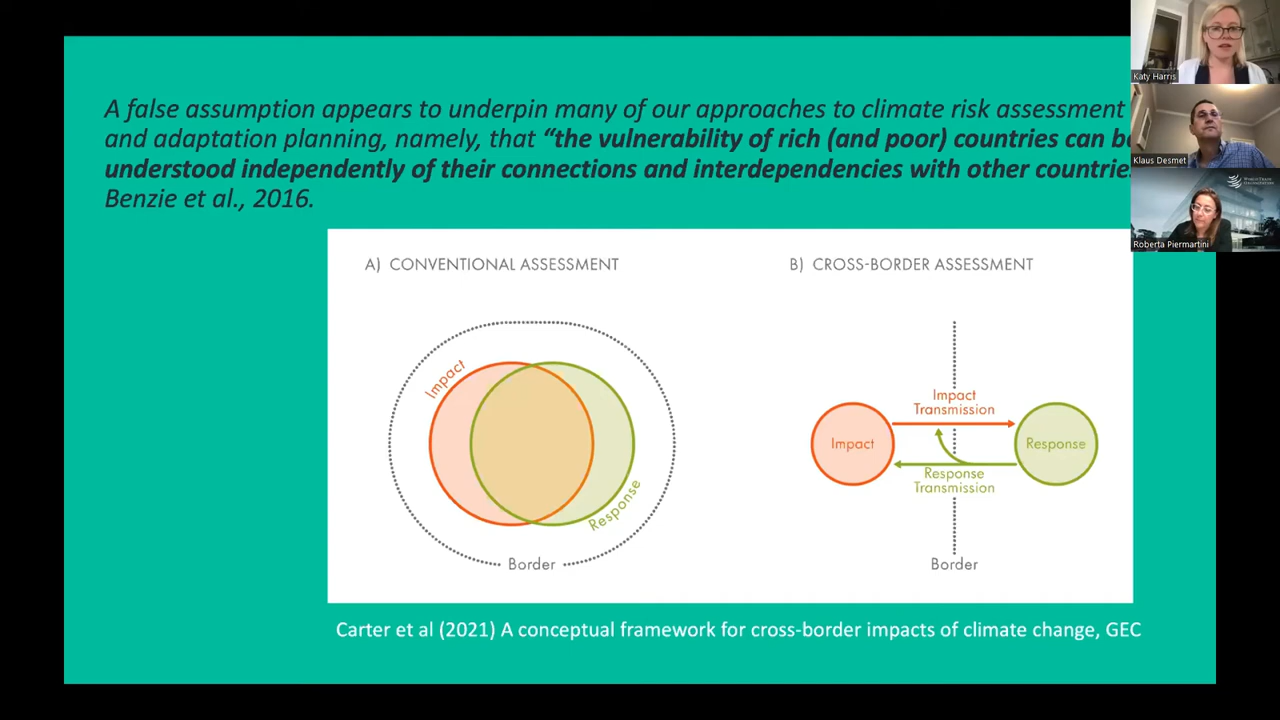 A false assumption appears to underpin many of our approaches to climate risk assessment
and adaptation planning, namely, that “the vulnerability of rich (and poor) countries can be
understood independently of their connections and interdependencies with other countrie
Benzie et al., 2016.
A) CONVENTIONAL ASSESSMENT
Impact
Response
Border
B) CROSS-BORDER ASSESSMENT
Impact
Transmission
Impact
Response
Response
Transmission
Border
Carter et al (2021) A conceptual framework for cross-border impacts of climate change, GEC
Katy Harris
Klaus Desmet
Roberta Piermartini